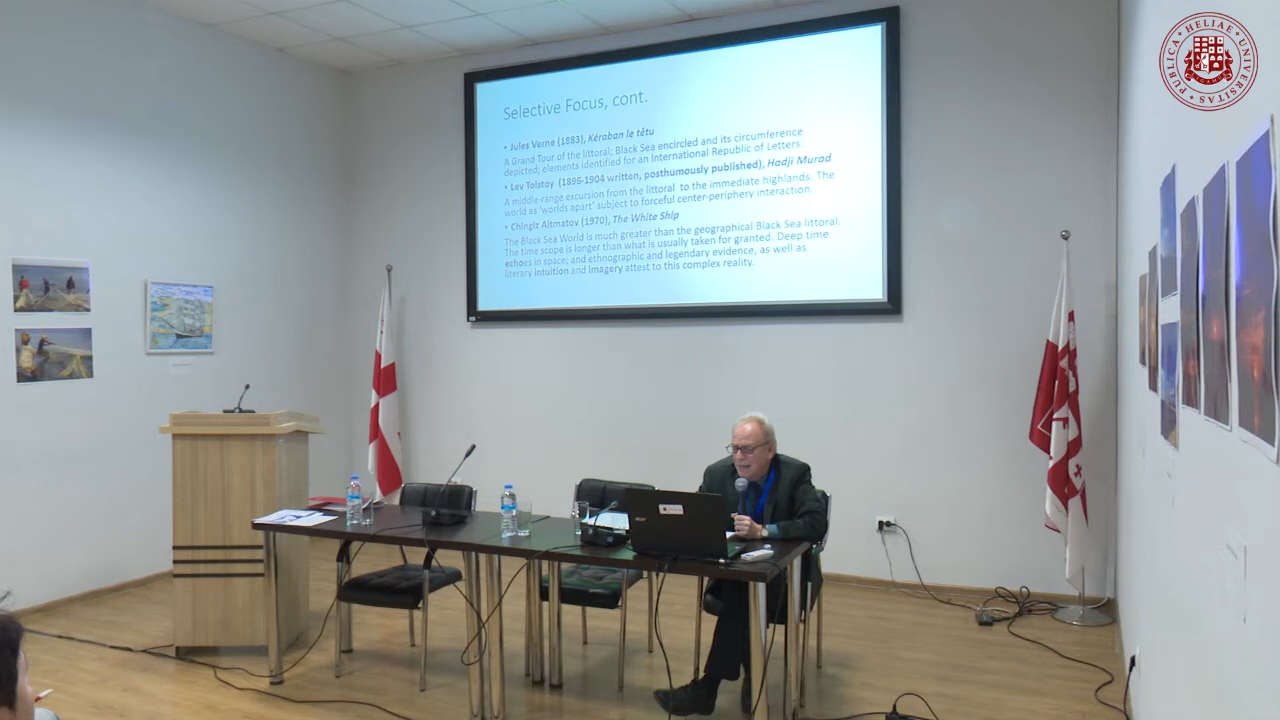 PUBLICA HELIAE UNIVERSITAS
Selective Focus, cont.
• Jules Verne (1883), Kéraban le têtu
A Grand Tour of the littoral; Black Sea encircled and its circumference
depicted; elements identified for an International Republic of Letters.
• Lev Tolstoy (1896-1904 written, posthumously published), Hadji Murad
A middle-range excursion from the littoral to the immediate highlands. The
world as 'worlds apart' subject to forceful center-periphery interaction.
• Chingiz Aitmatov (1970), The White Ship
The Black Sea World is much greater than the geographical Black Sea littoral.
The time scope is longer than what is usually taken for granted. Deep time
echoes in space; and ethnographic and legendary evidence, as well as
literary intuition and imagery attest to this complex reality.
acer